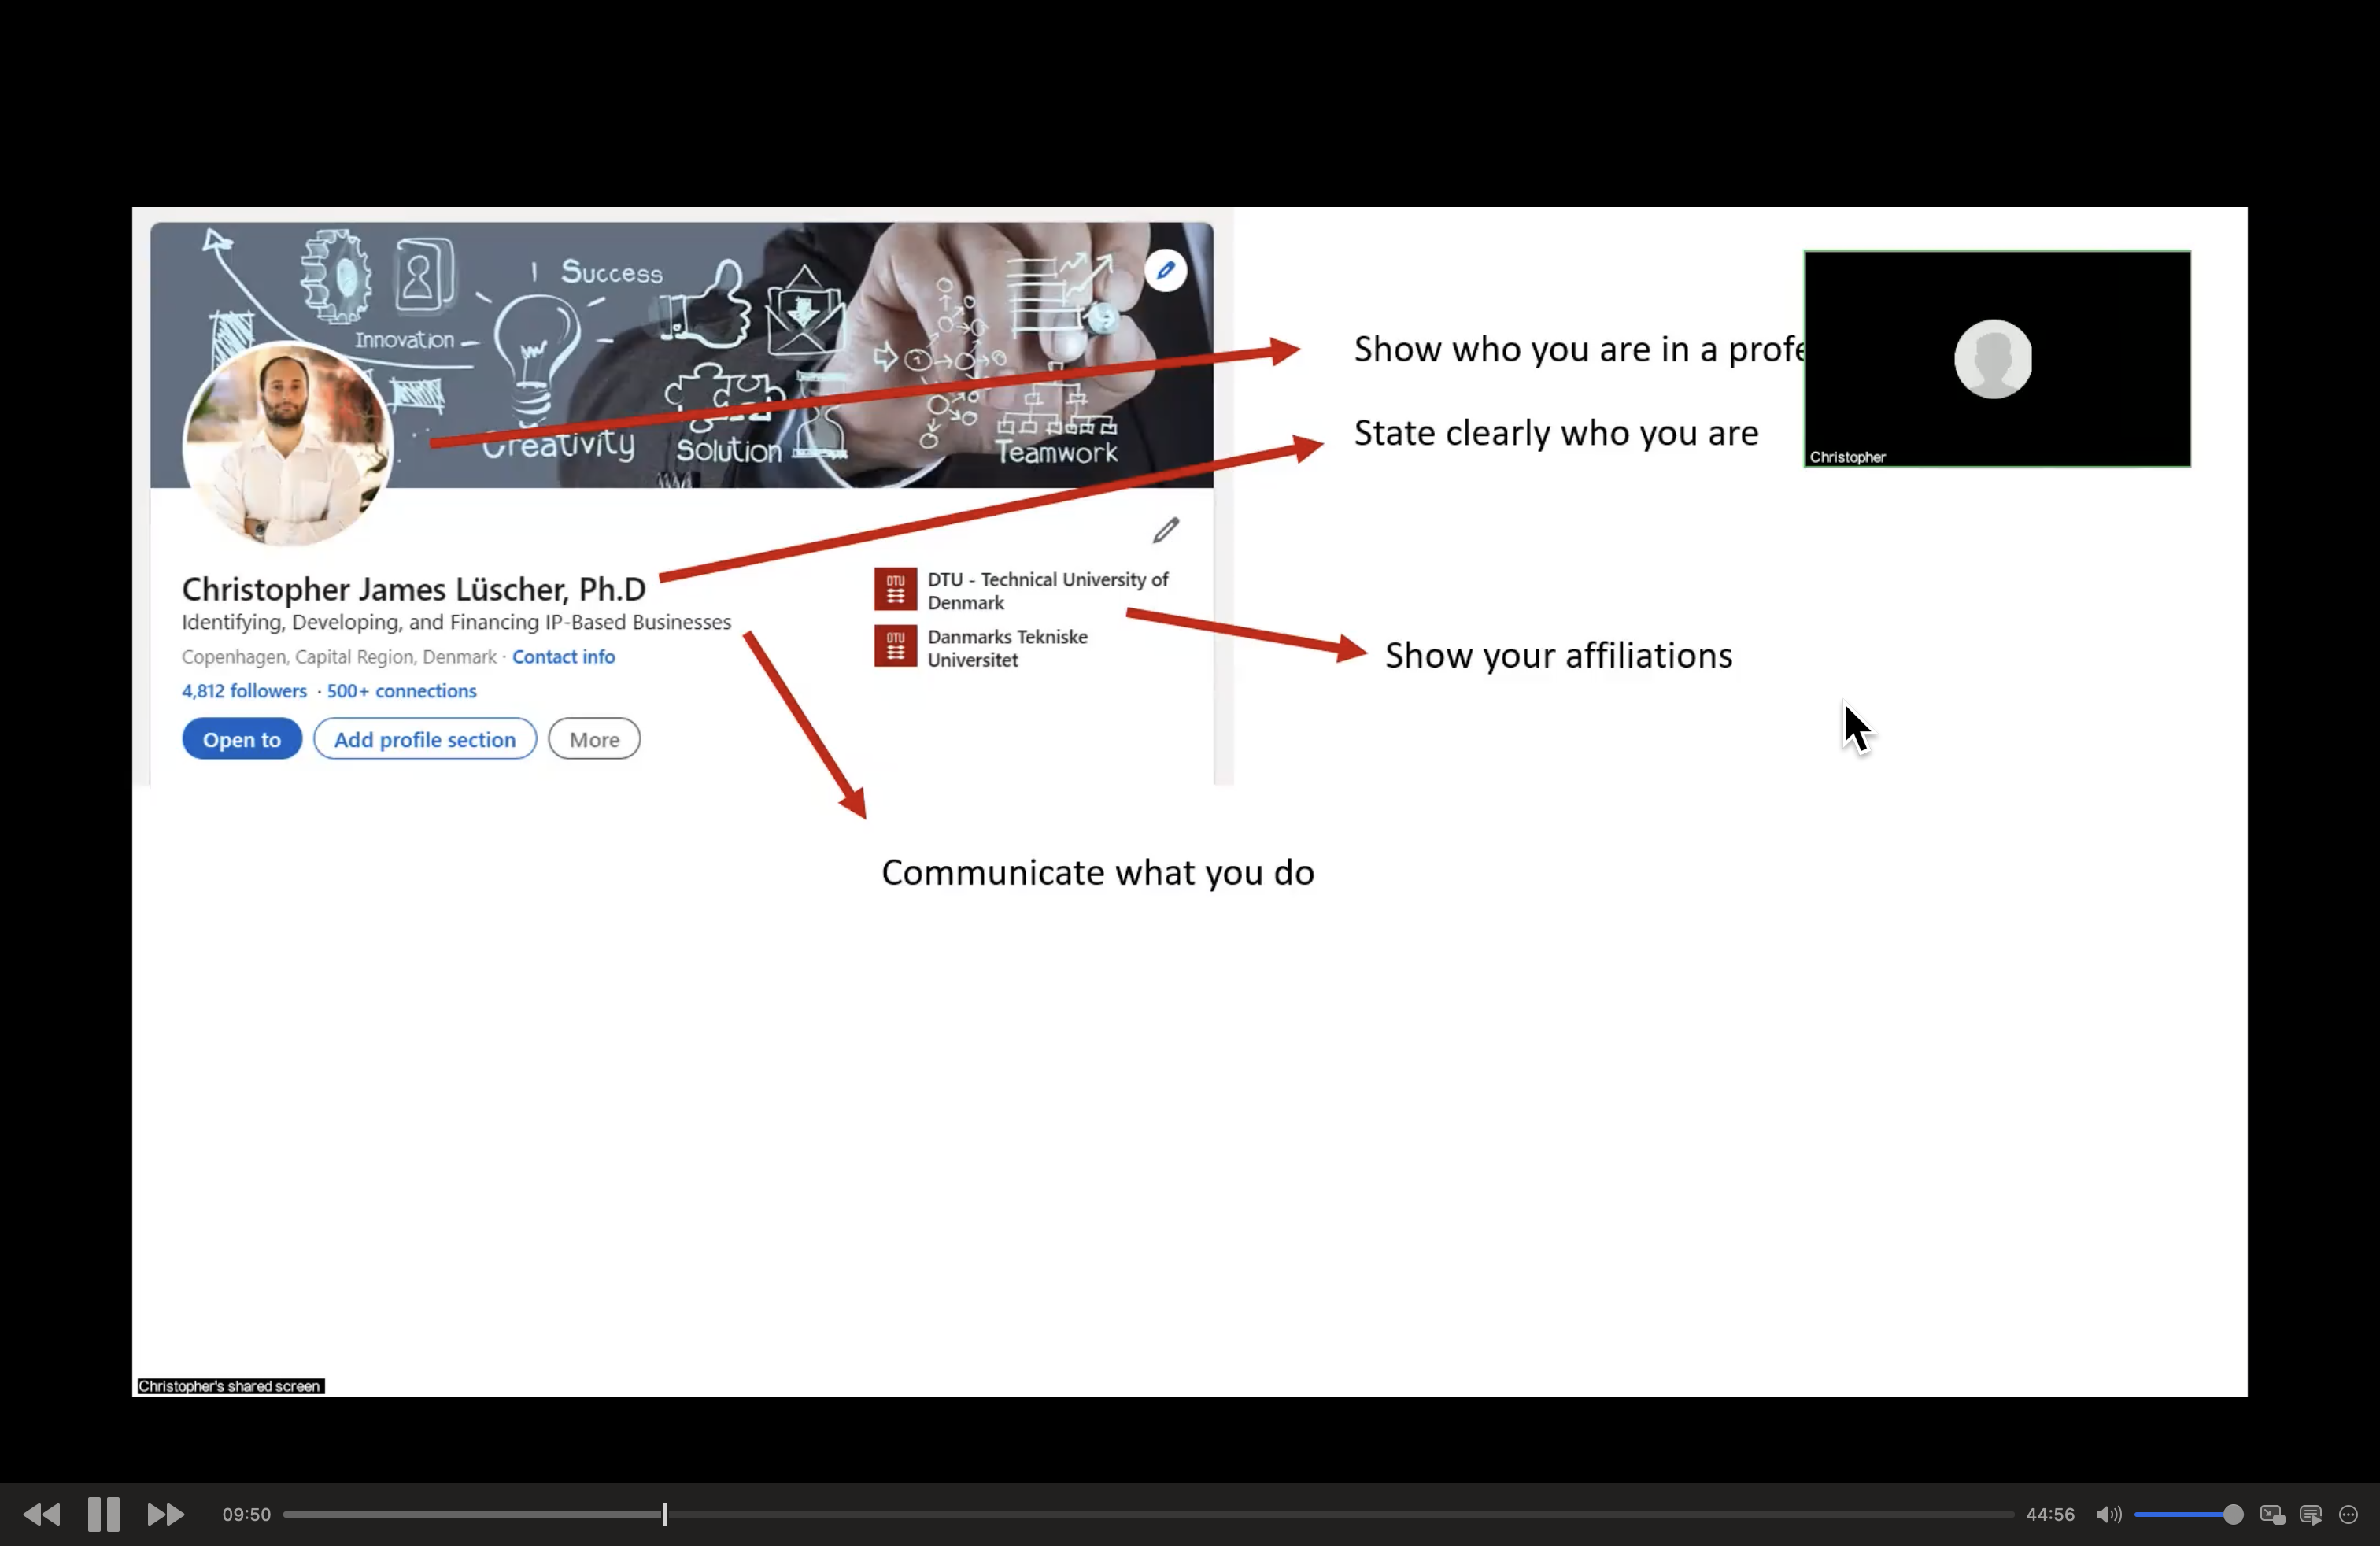 Success
Innovation
Creativity
Solution
Teamwork
Show who you are in a profe
State clearly who you are
Christopher
Christopher James Lüscher, Ph.D
Identifying, Developing, and Financing IP-Based Businesses
Copenhagen, Capital Region, Denmark · Contact info
4,812 followers · 500+ connections
Open to
Add profile section
More
DTU
DTU - Technical University of
Denmark
DTU
Danmarks Tekniske
Universitet
Show your affiliations
Communicate what you do
Christopher's shared screen
09:50
44:56